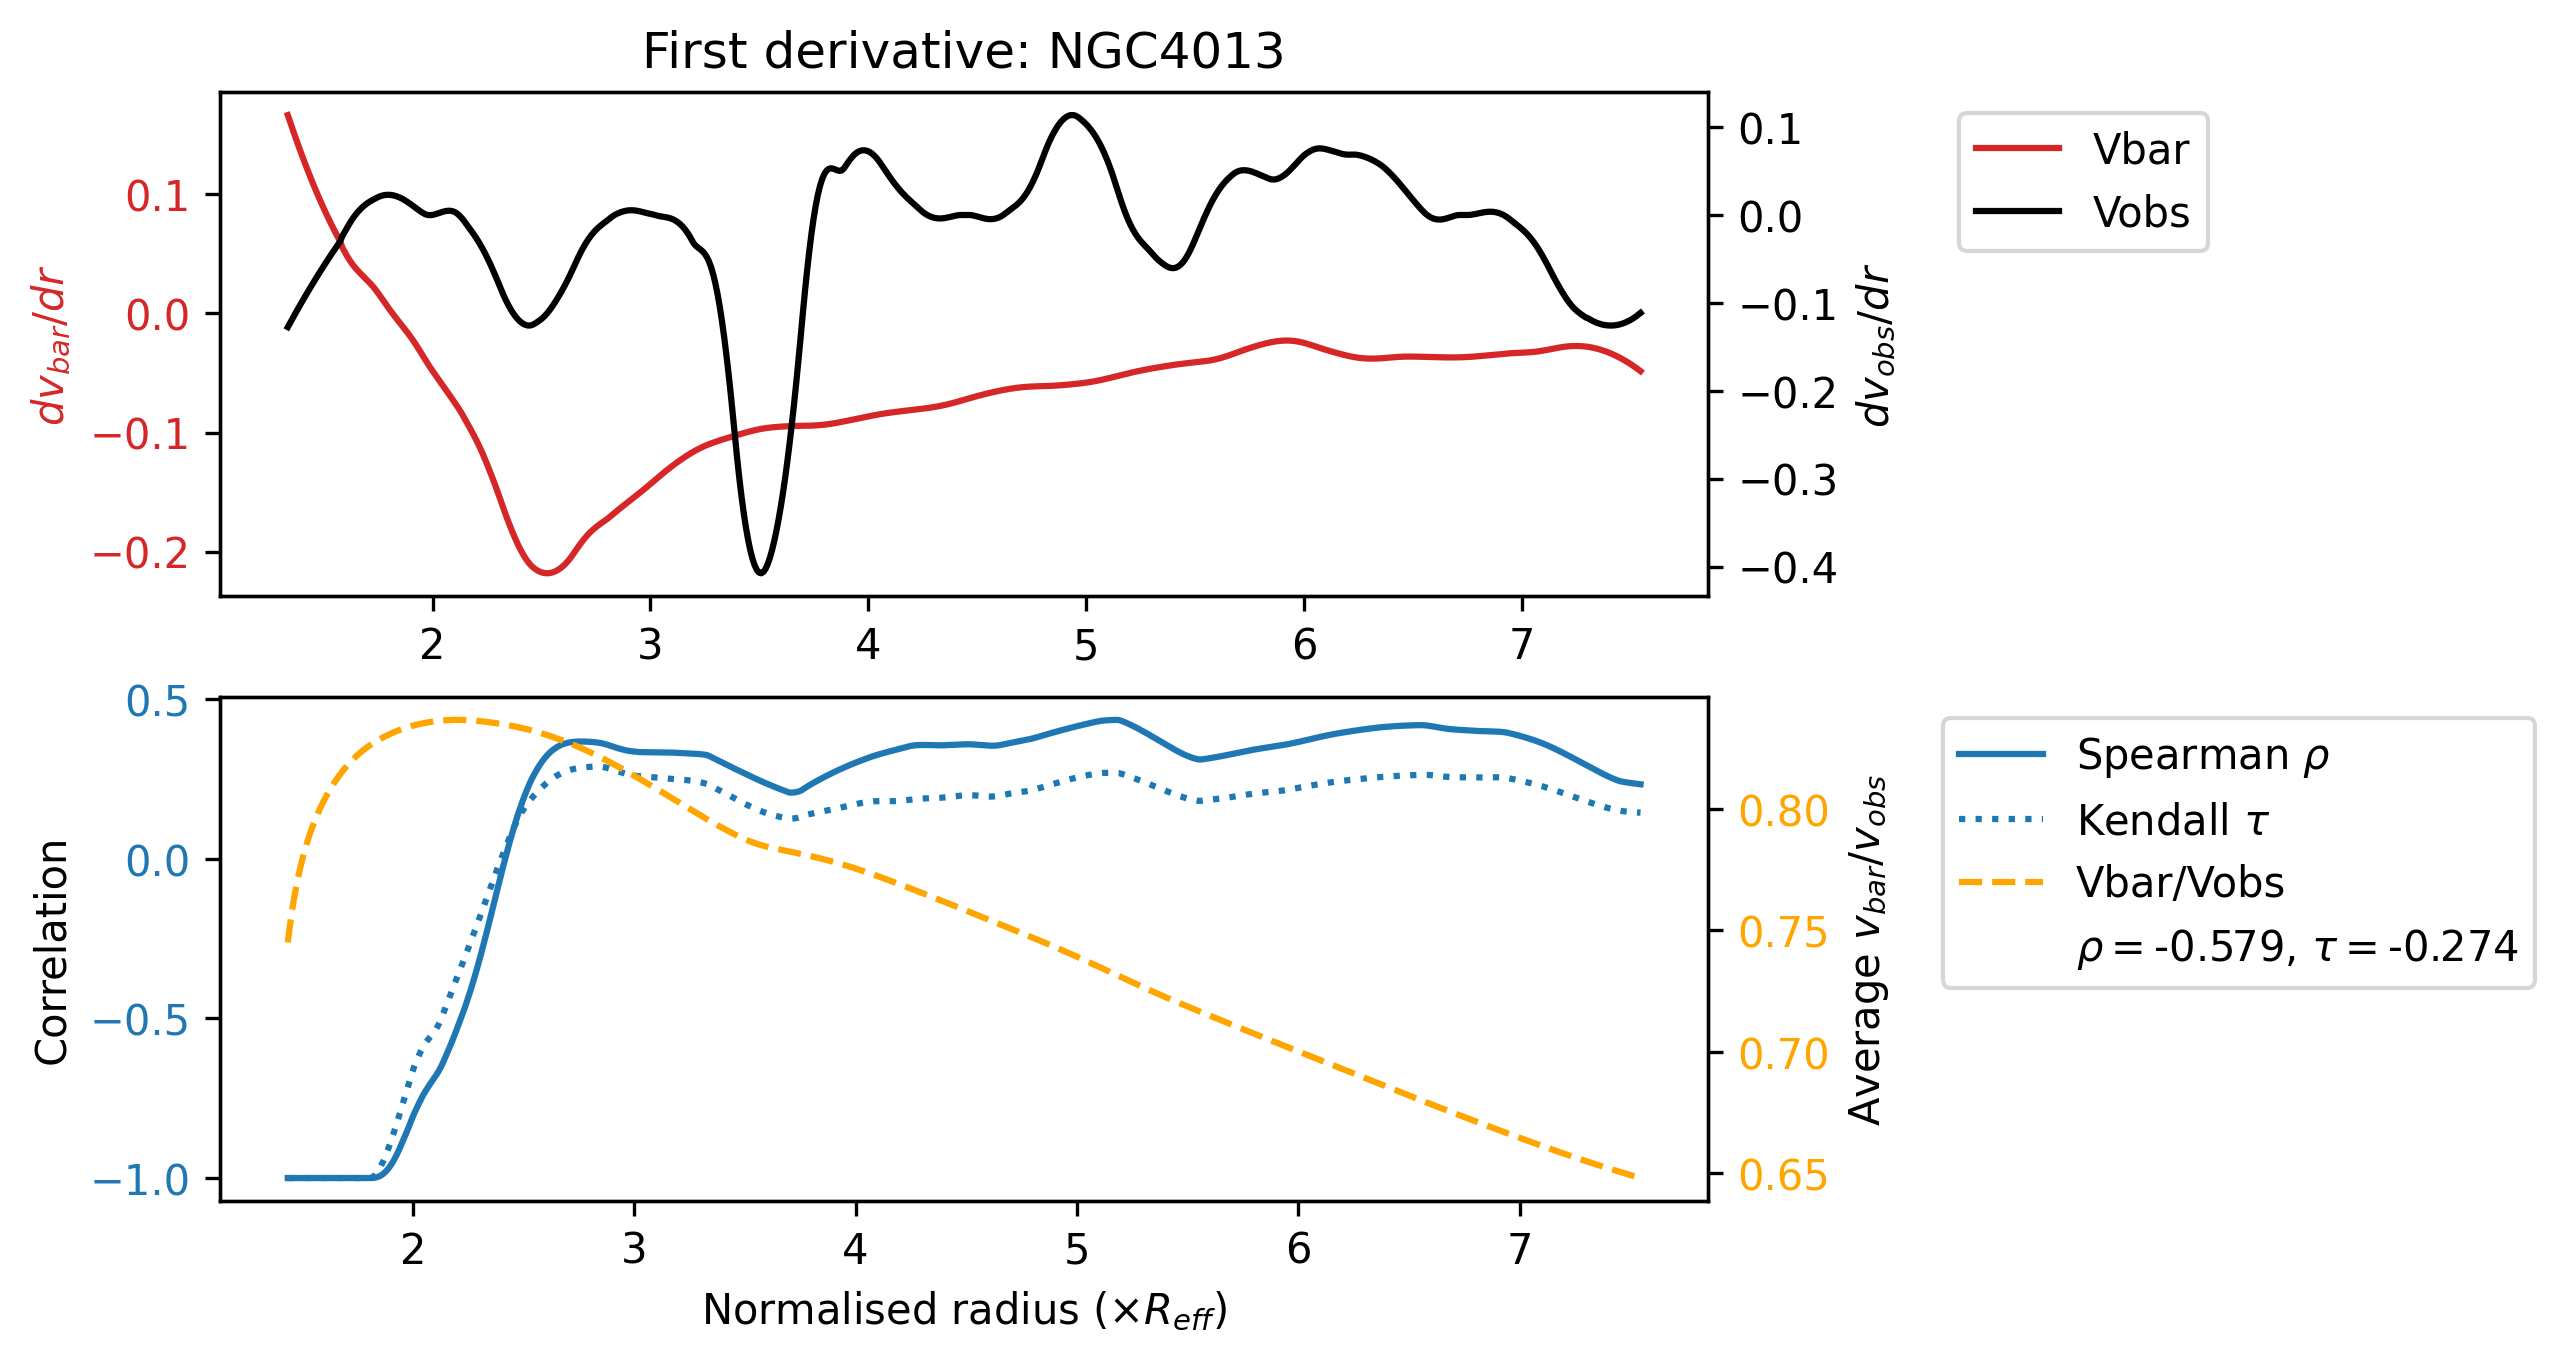 First derivative: NGC4013
dv_bar/dr
0.1
0.0
−0.1
−0.2
0.1
0.0
−0.1
−0.2
−0.3
−0.4
dv_obs/dr
2 3 4 5 6 7
Vbar
Vobs
Correlation
0.5
0.0
−0.5
−1.0
0.80
0.75
0.70
0.65
Average v_bar/v_obs
2 3 4 5 6 7
Normalised radius (×R_eff)
Spearman ρ
Kendall τ
Vbar/Vobs
ρ = -0.579, τ = -0.274